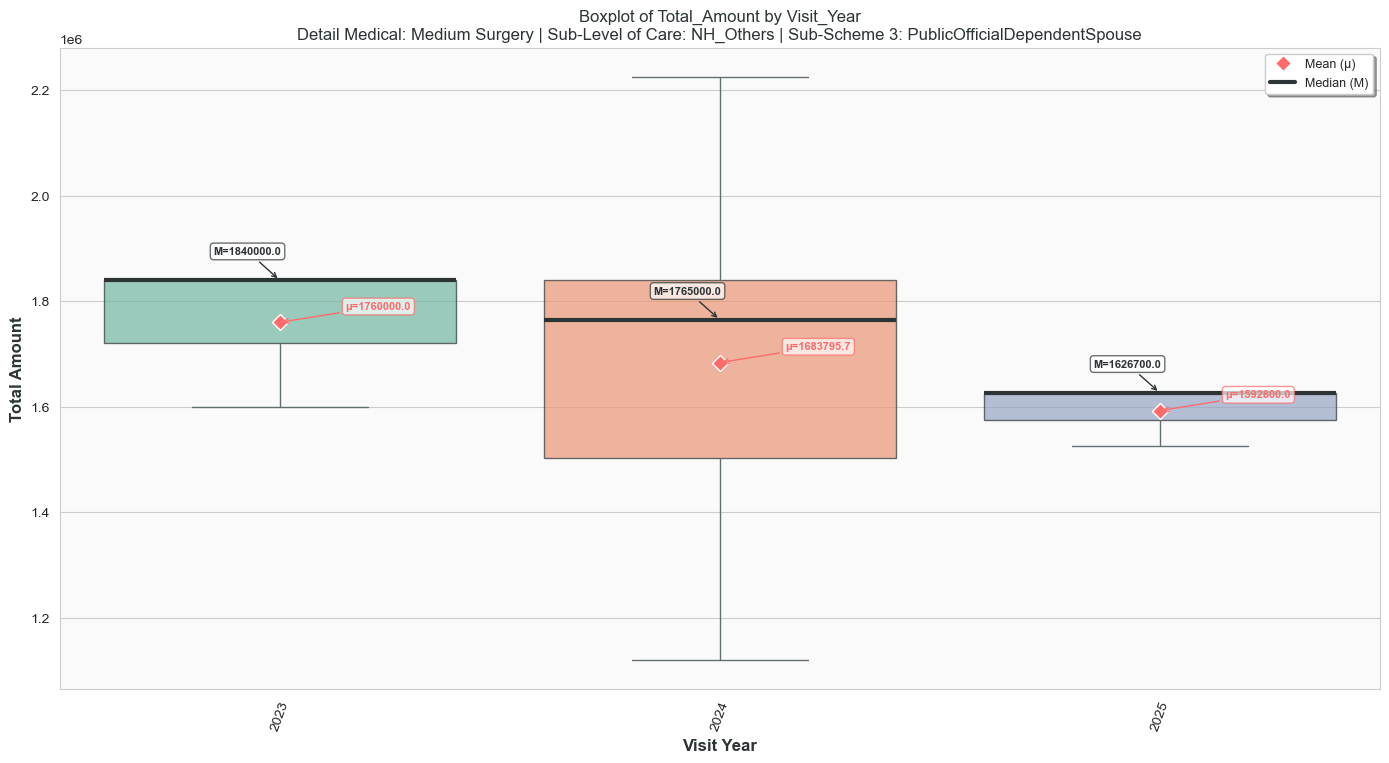 Boxplot of Total_Amount by Visit_Year
Detail Medical: Medium Surgery | Sub-Level of Care: NH_Others | Sub-Scheme 3: PublicOfficialDependentSpouse
1e6
Mean (μ)
Median (M)
2.2
2.0
1.8
1.6
1.4
1.2
Total Amount
M=1840000.0
μ=1760000.0
M=1765000.0
μ=1683795.7
M=1626700.0
μ=1592800.0
2023
2024
2025
Visit Year